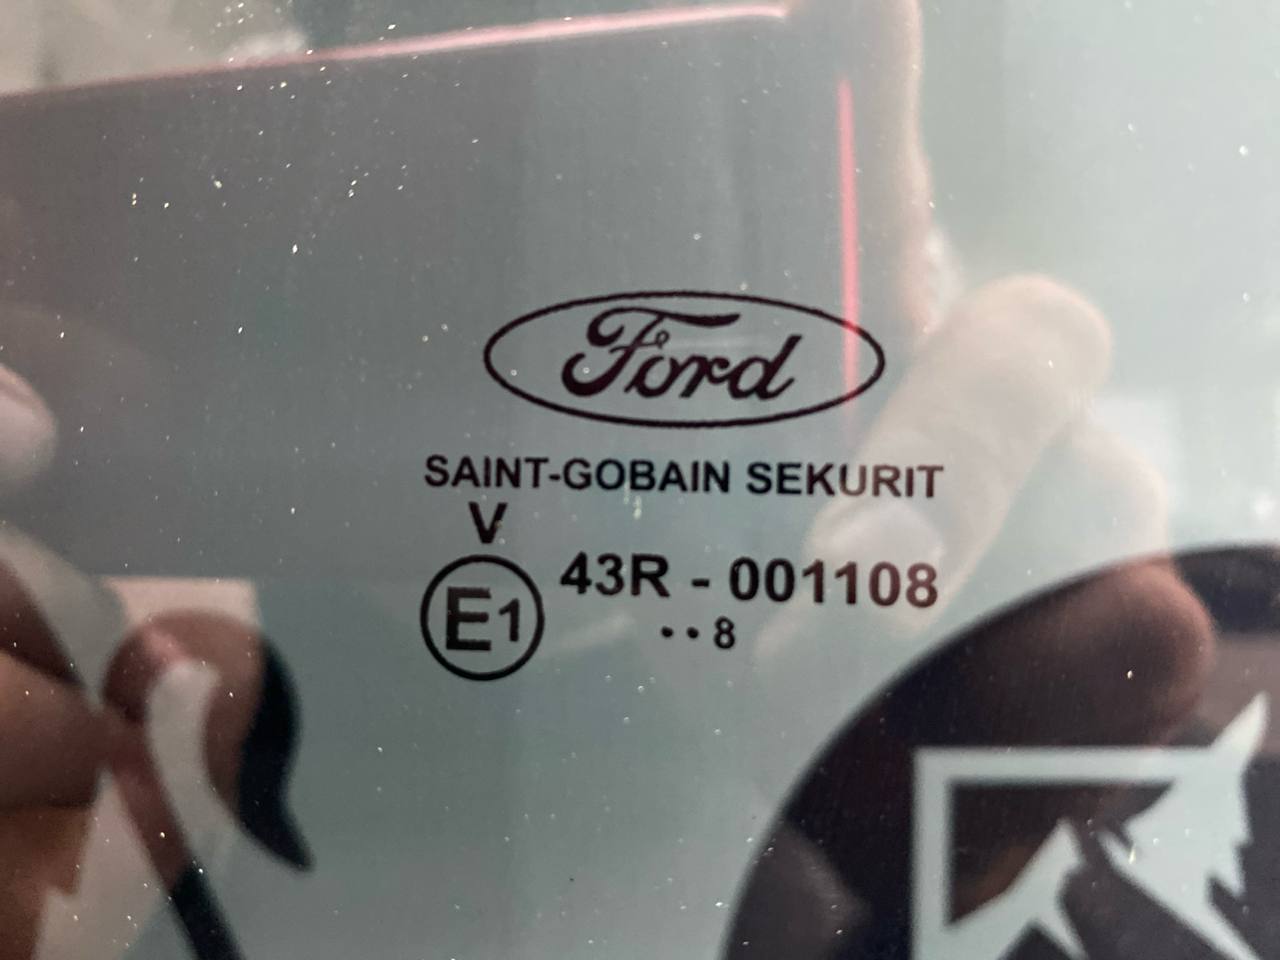 Ford
SAINT-GOBAIN SEKURIT
V
E1 43R - 001108
··8